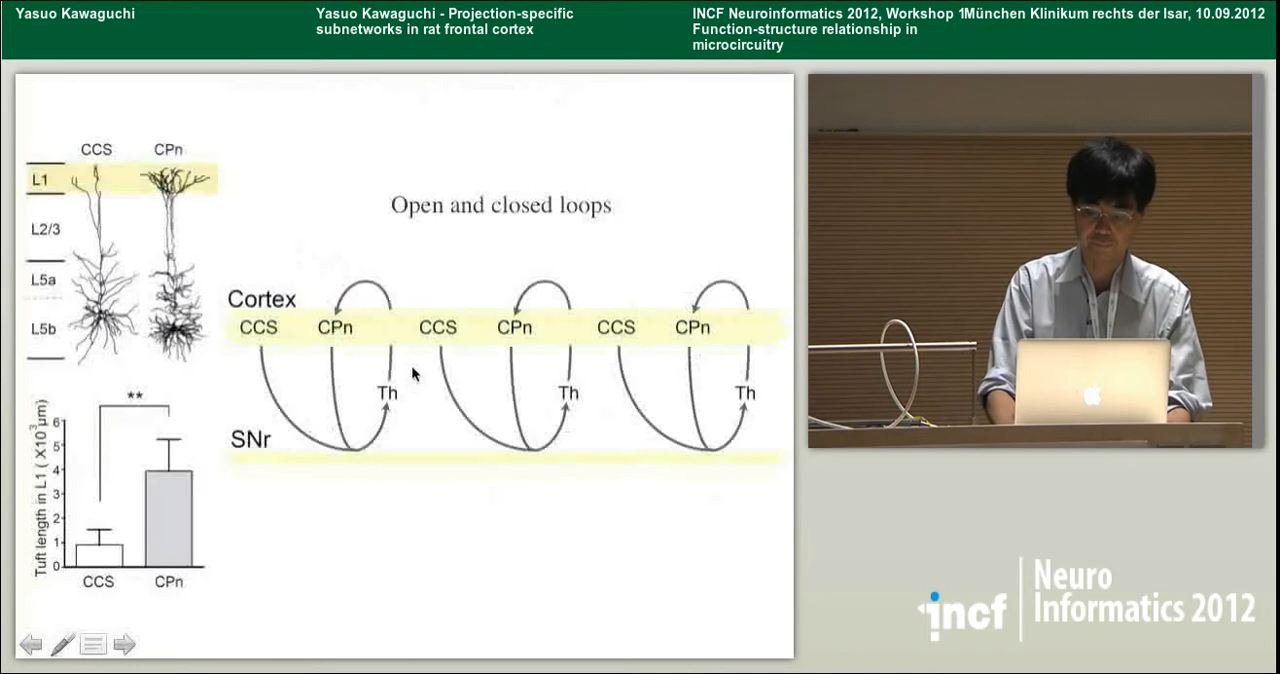 Yasuo Kawaguchi
Yasuo Kawaguchi - Projection-specific
subnetworks in rat frontal cortex
INCF Neuroinformatics 2012, Workshop 1München Klinikum rechts der Isar, 10.09.2012
Function-structure relationship in
microcircuitry
CCS CPn
L1
L2/3
L5a
L5b
**
Tuft length in L1 ( X10³μm)
6
5
4
3
2
1
0
CCS CPn
Open and closed loops
Cortex
CCS CPn CCS CPn CCS CPn
Th Th Th
SNr
incf
Neuro
Informatics 2012